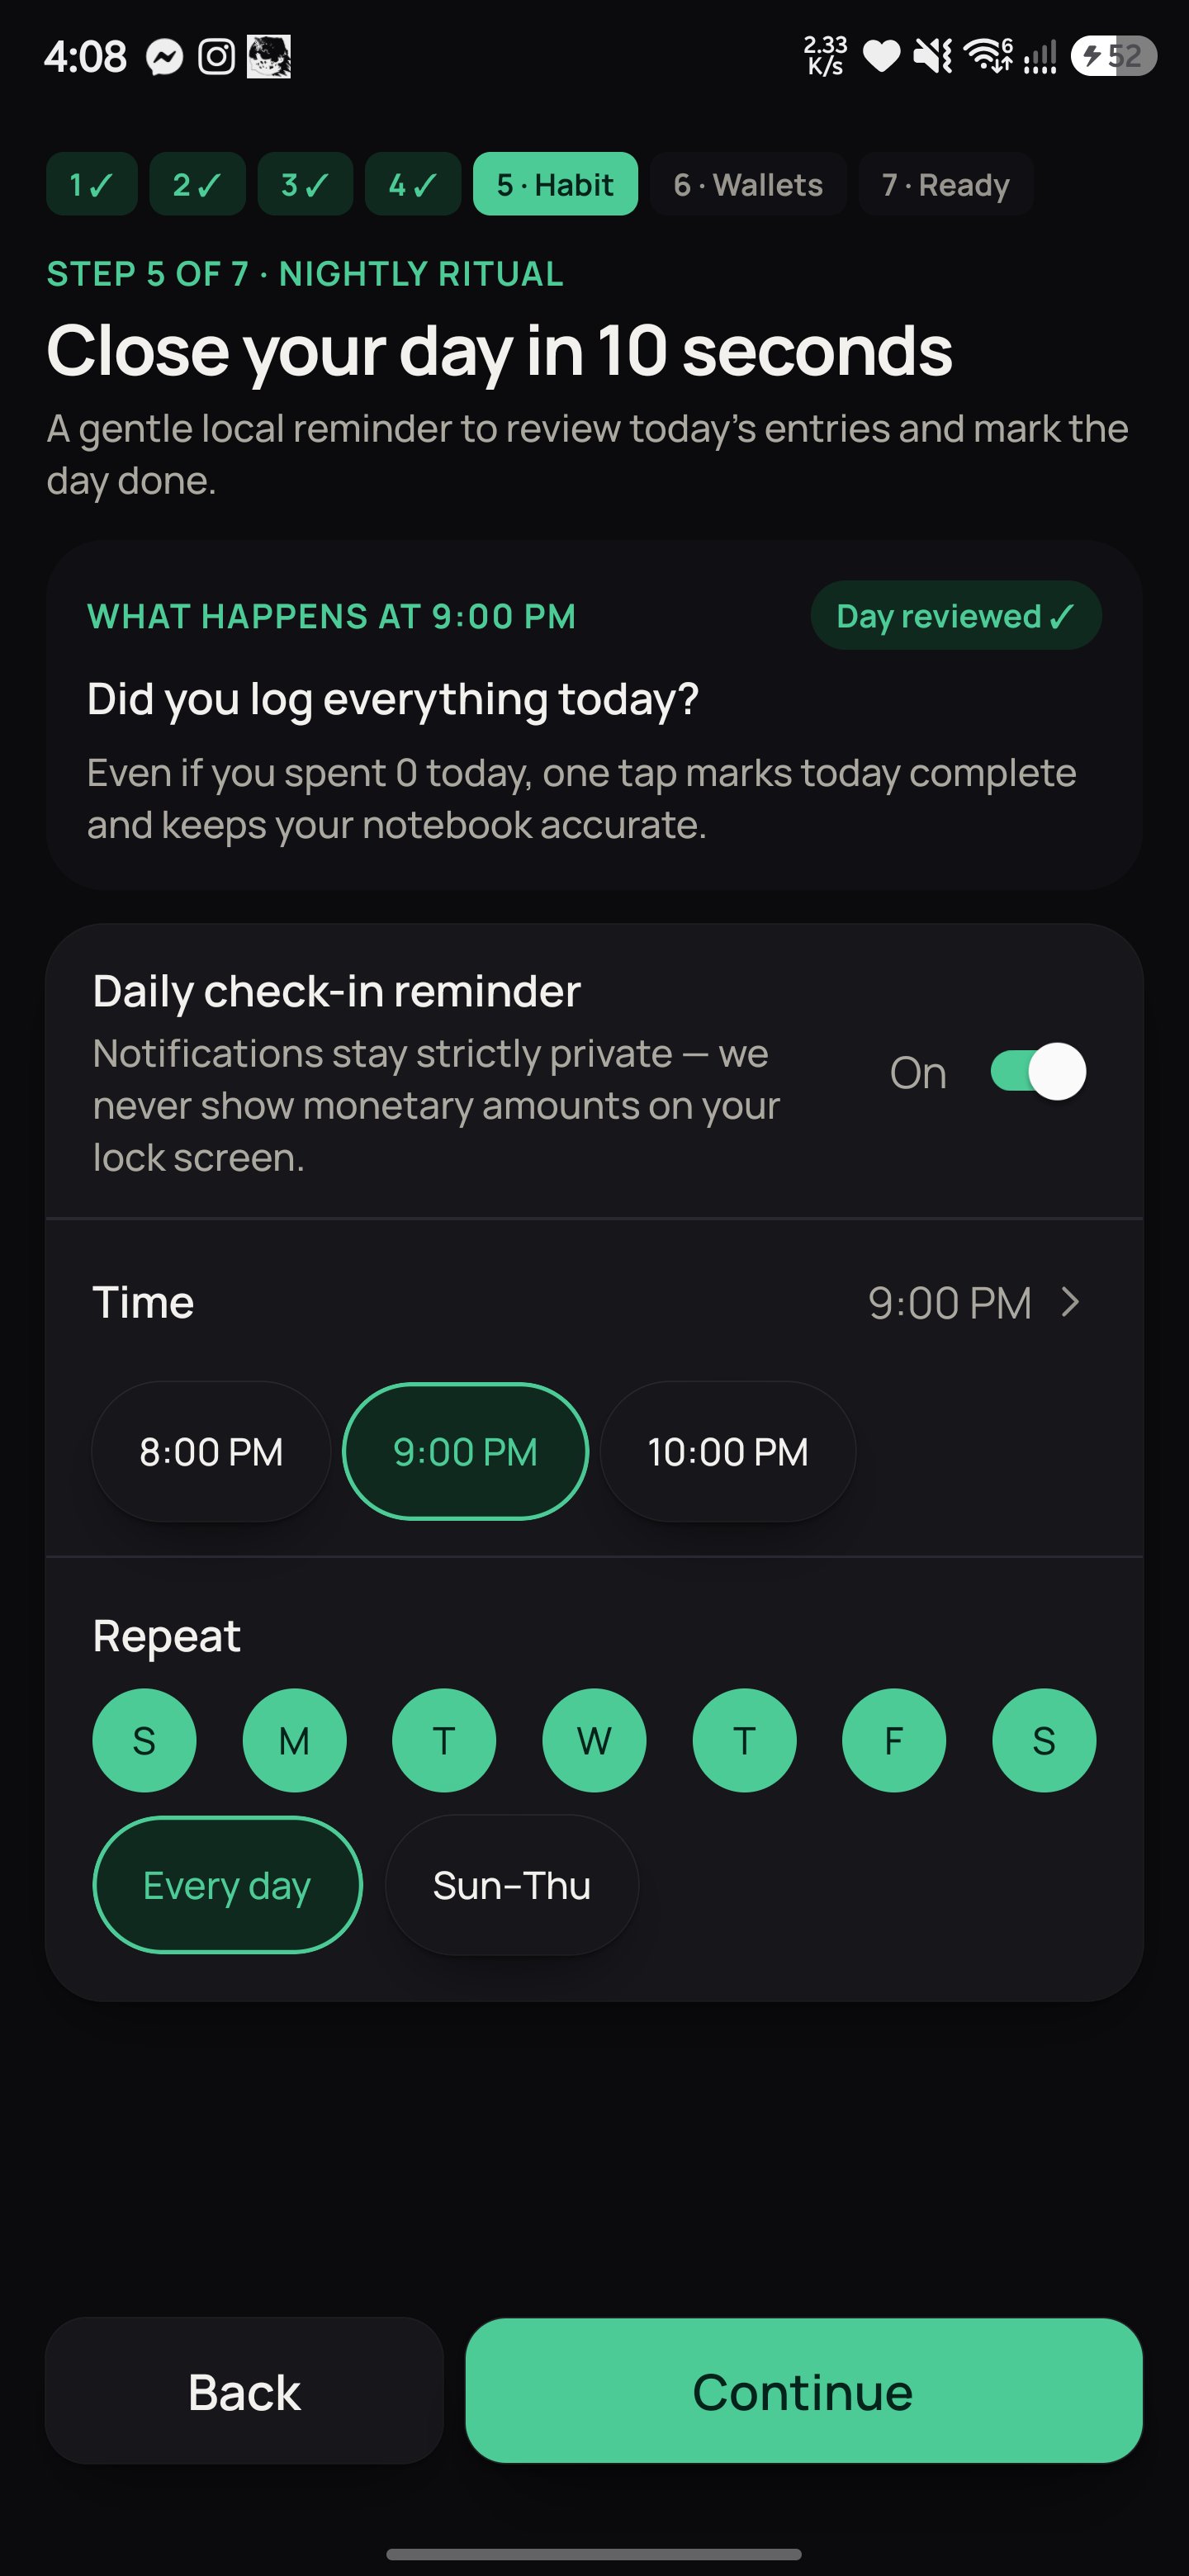 4:08
2.33
K/s
6
52
1 ✓
2 ✓
3 ✓
4 ✓
5 · Habit
6 · Wallets
7 · Ready
STEP 5 OF 7 · NIGHTLY RITUAL
Close your day in 10 seconds
A gentle local reminder to review today’s entries and mark the
day done.
WHAT HAPPENS AT 9:00 PM
Day reviewed ✓
Did you log everything today?
Even if you spent 0 today, one tap marks today complete
and keeps your notebook accurate.
Daily check-in reminder
Notifications stay strictly private — we
never show monetary amounts on your
lock screen.
On
Time
9:00 PM
8:00 PM
9:00 PM
10:00 PM
Repeat
S
M
T
W
T
F
S
Every day
Sun–Thu
Back
Continue